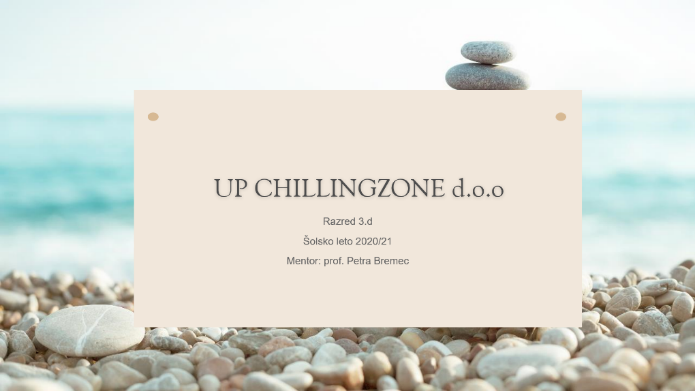 UP CHILLINGZONE d.o.o
Razred 3.d
Šolsko leto 2020/21
Mentor: prof. Petra Bremec